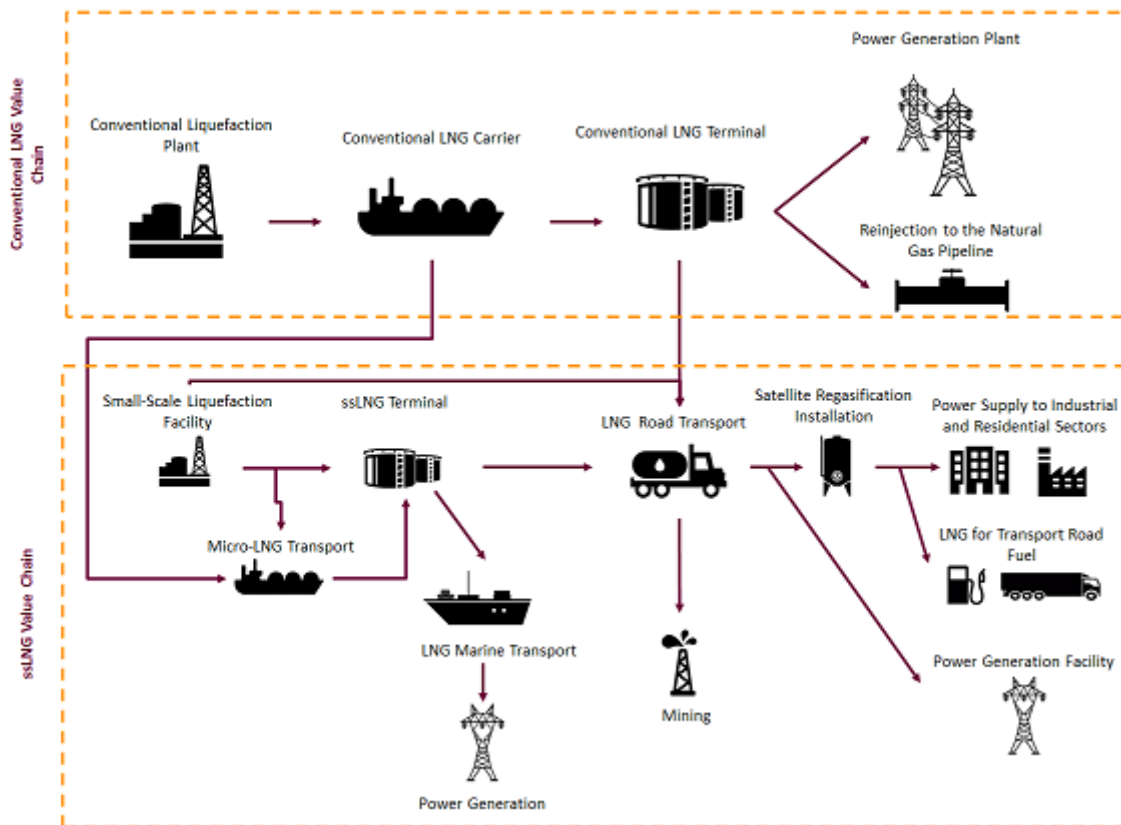 Conventional LNG Value
Chain
Power Generation Plant
Conventional Liquefaction
Plant
Conventional LNG Carrier
Conventional LNG Terminal
Reinjection to the Natural
Gas Pipeline
ssLNG Value Chain
Small-Scale Liquefaction
Facility
ssLNG Terminal
LNG Road Transport
Satellite Regasification
Installation
Power Supply to Industrial
and Residential Sectors
Micro-LNG Transport
LNG for Transport Road
Fuel
LNG Marine Transport
Mining
Power Generation Facility
Power Generation